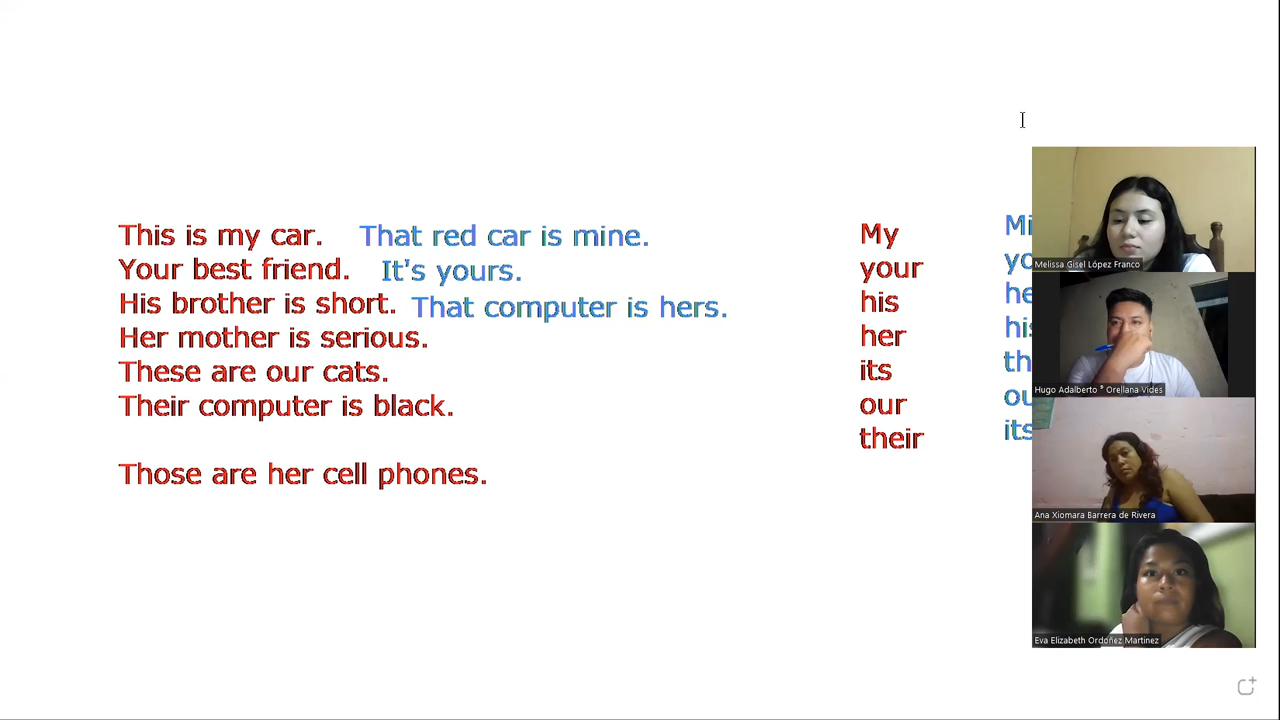 This is my car. That red car is mine.
Your best friend. It's yours.
His brother is short. That computer is hers.
Her mother is serious.
These are our cats.
Their computer is black.
Those are her cell phones.
My
your
his
her
its
our
their
its
Melissa Gisel López Franco
Hugo Adalberto ª Orellana Vides
Ana Xiomara Barrera de Rivera
Eva Elizabeth Ordoñez Martinez